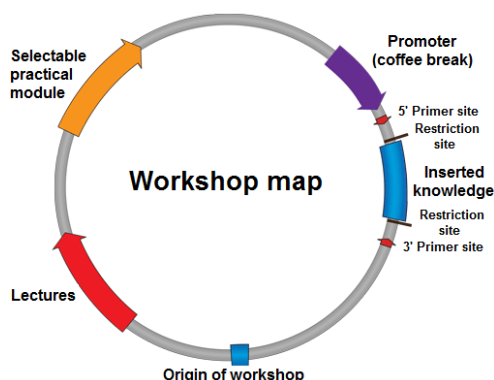 Selectable
practical
module
Promoter
(coffee break)
5' Primer site
Restriction
site
Workshop map
Inserted
knowledge
Restriction
site
3' Primer site
Lectures
Origin of workshop